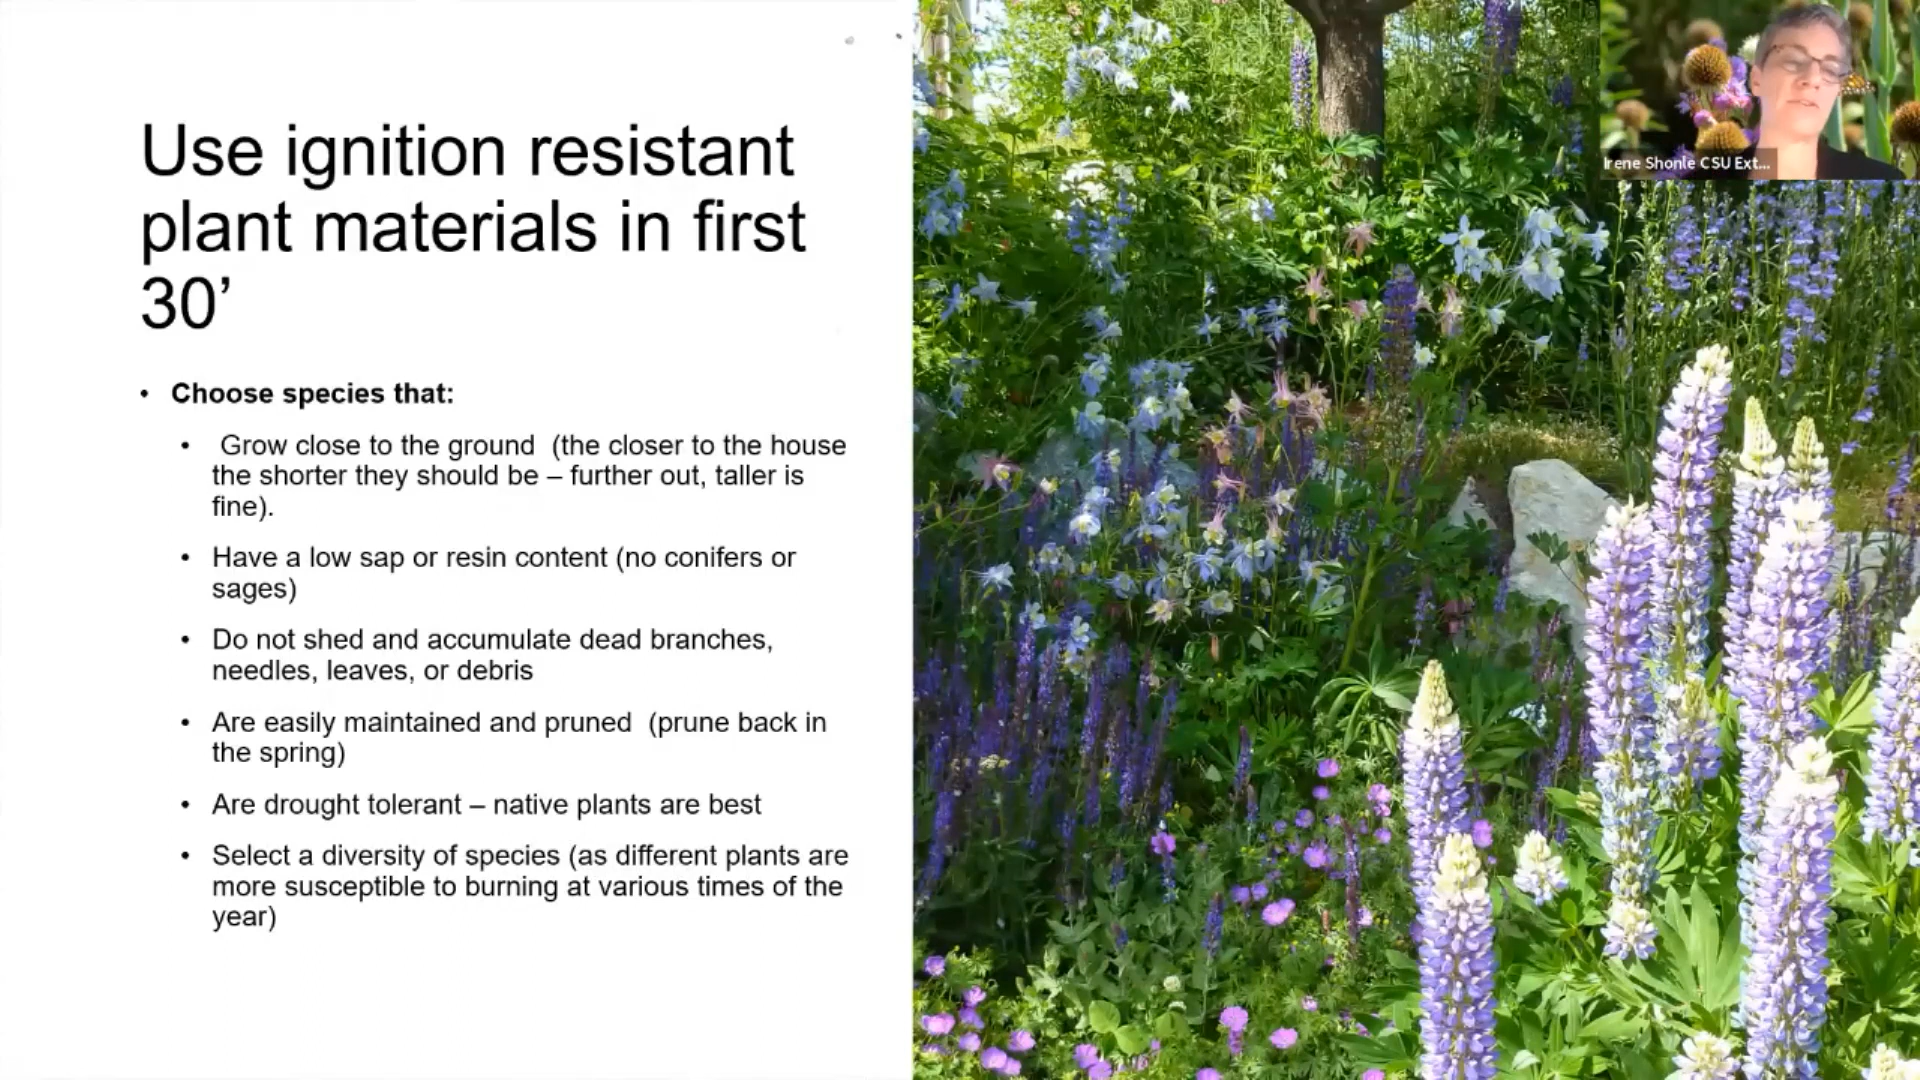 Use ignition resistant
plant materials in first
30’
• Choose species that:
• Grow close to the ground (the closer to the house
the shorter they should be – further out, taller is
fine).
• Have a low sap or resin content (no conifers or
sages)
• Do not shed and accumulate dead branches,
needles, leaves, or debris
• Are easily maintained and pruned (prune back in
the spring)
• Are drought tolerant – native plants are best
• Select a diversity of species (as different plants are
more susceptible to burning at various times of the
year)
Irene Shonle CSU Ext...